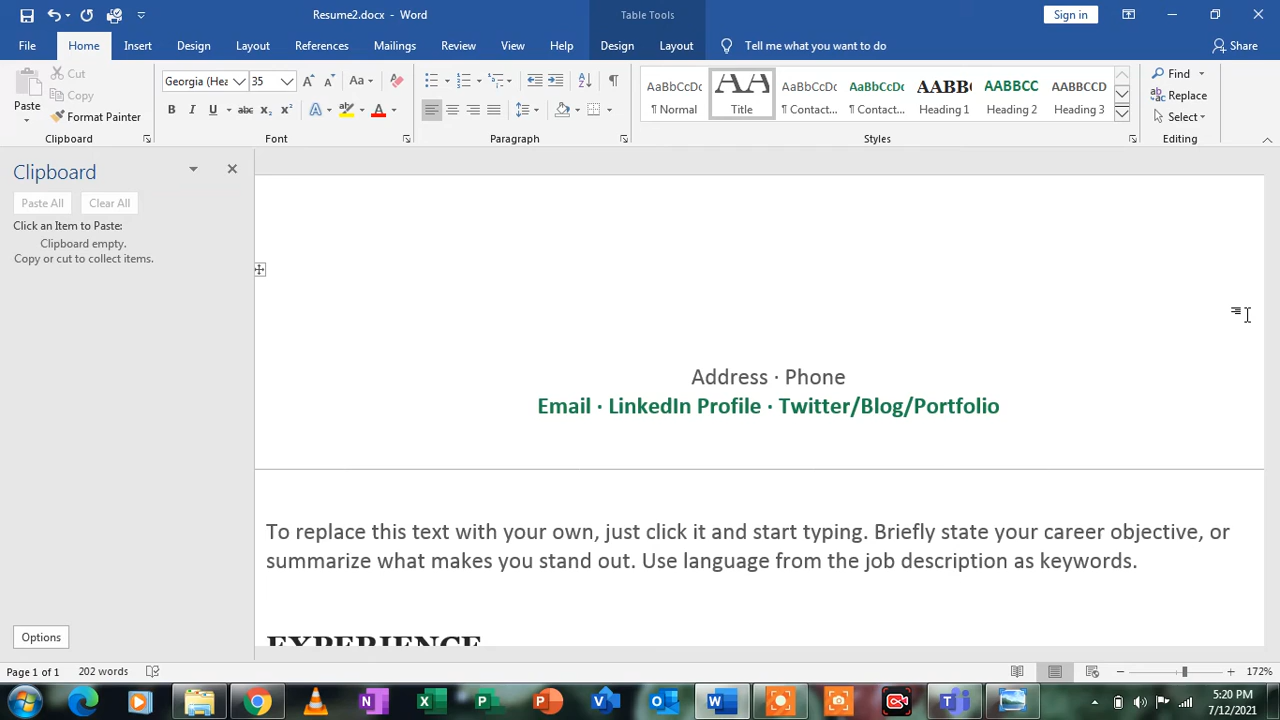 Resume2.docx - Word
Table Tools
Sign in
File Home Insert Design Layout References Mailings Review View Help Design Layout Tell me what you want to do Share
Paste
Cut
Copy
Format Painter
Clipboard
Georgia (Hea 35
Font
Paragraph
AaBbCcDc AA AaBbCcDc AaBbCcDc AABBC AABBCC AABBCCD
¶ Normal Title ¶ Contact... ¶ Contact... Heading 1 Heading 2 Heading 3
Styles
Find
Replace
Select
Editing
Clipboard
Paste All Clear All
Click an Item to Paste:
Clipboard empty.
Copy or cut to collect items.
Options
Address · Phone
Email · LinkedIn Profile · Twitter/Blog/Portfolio
To replace this text with your own, just click it and start typing. Briefly state your career objective, or
summarize what makes you stand out. Use language from the job description as keywords.
EXPERIENCE
Page 1 of 1 202 words 172%
5:20 PM
7/12/2021